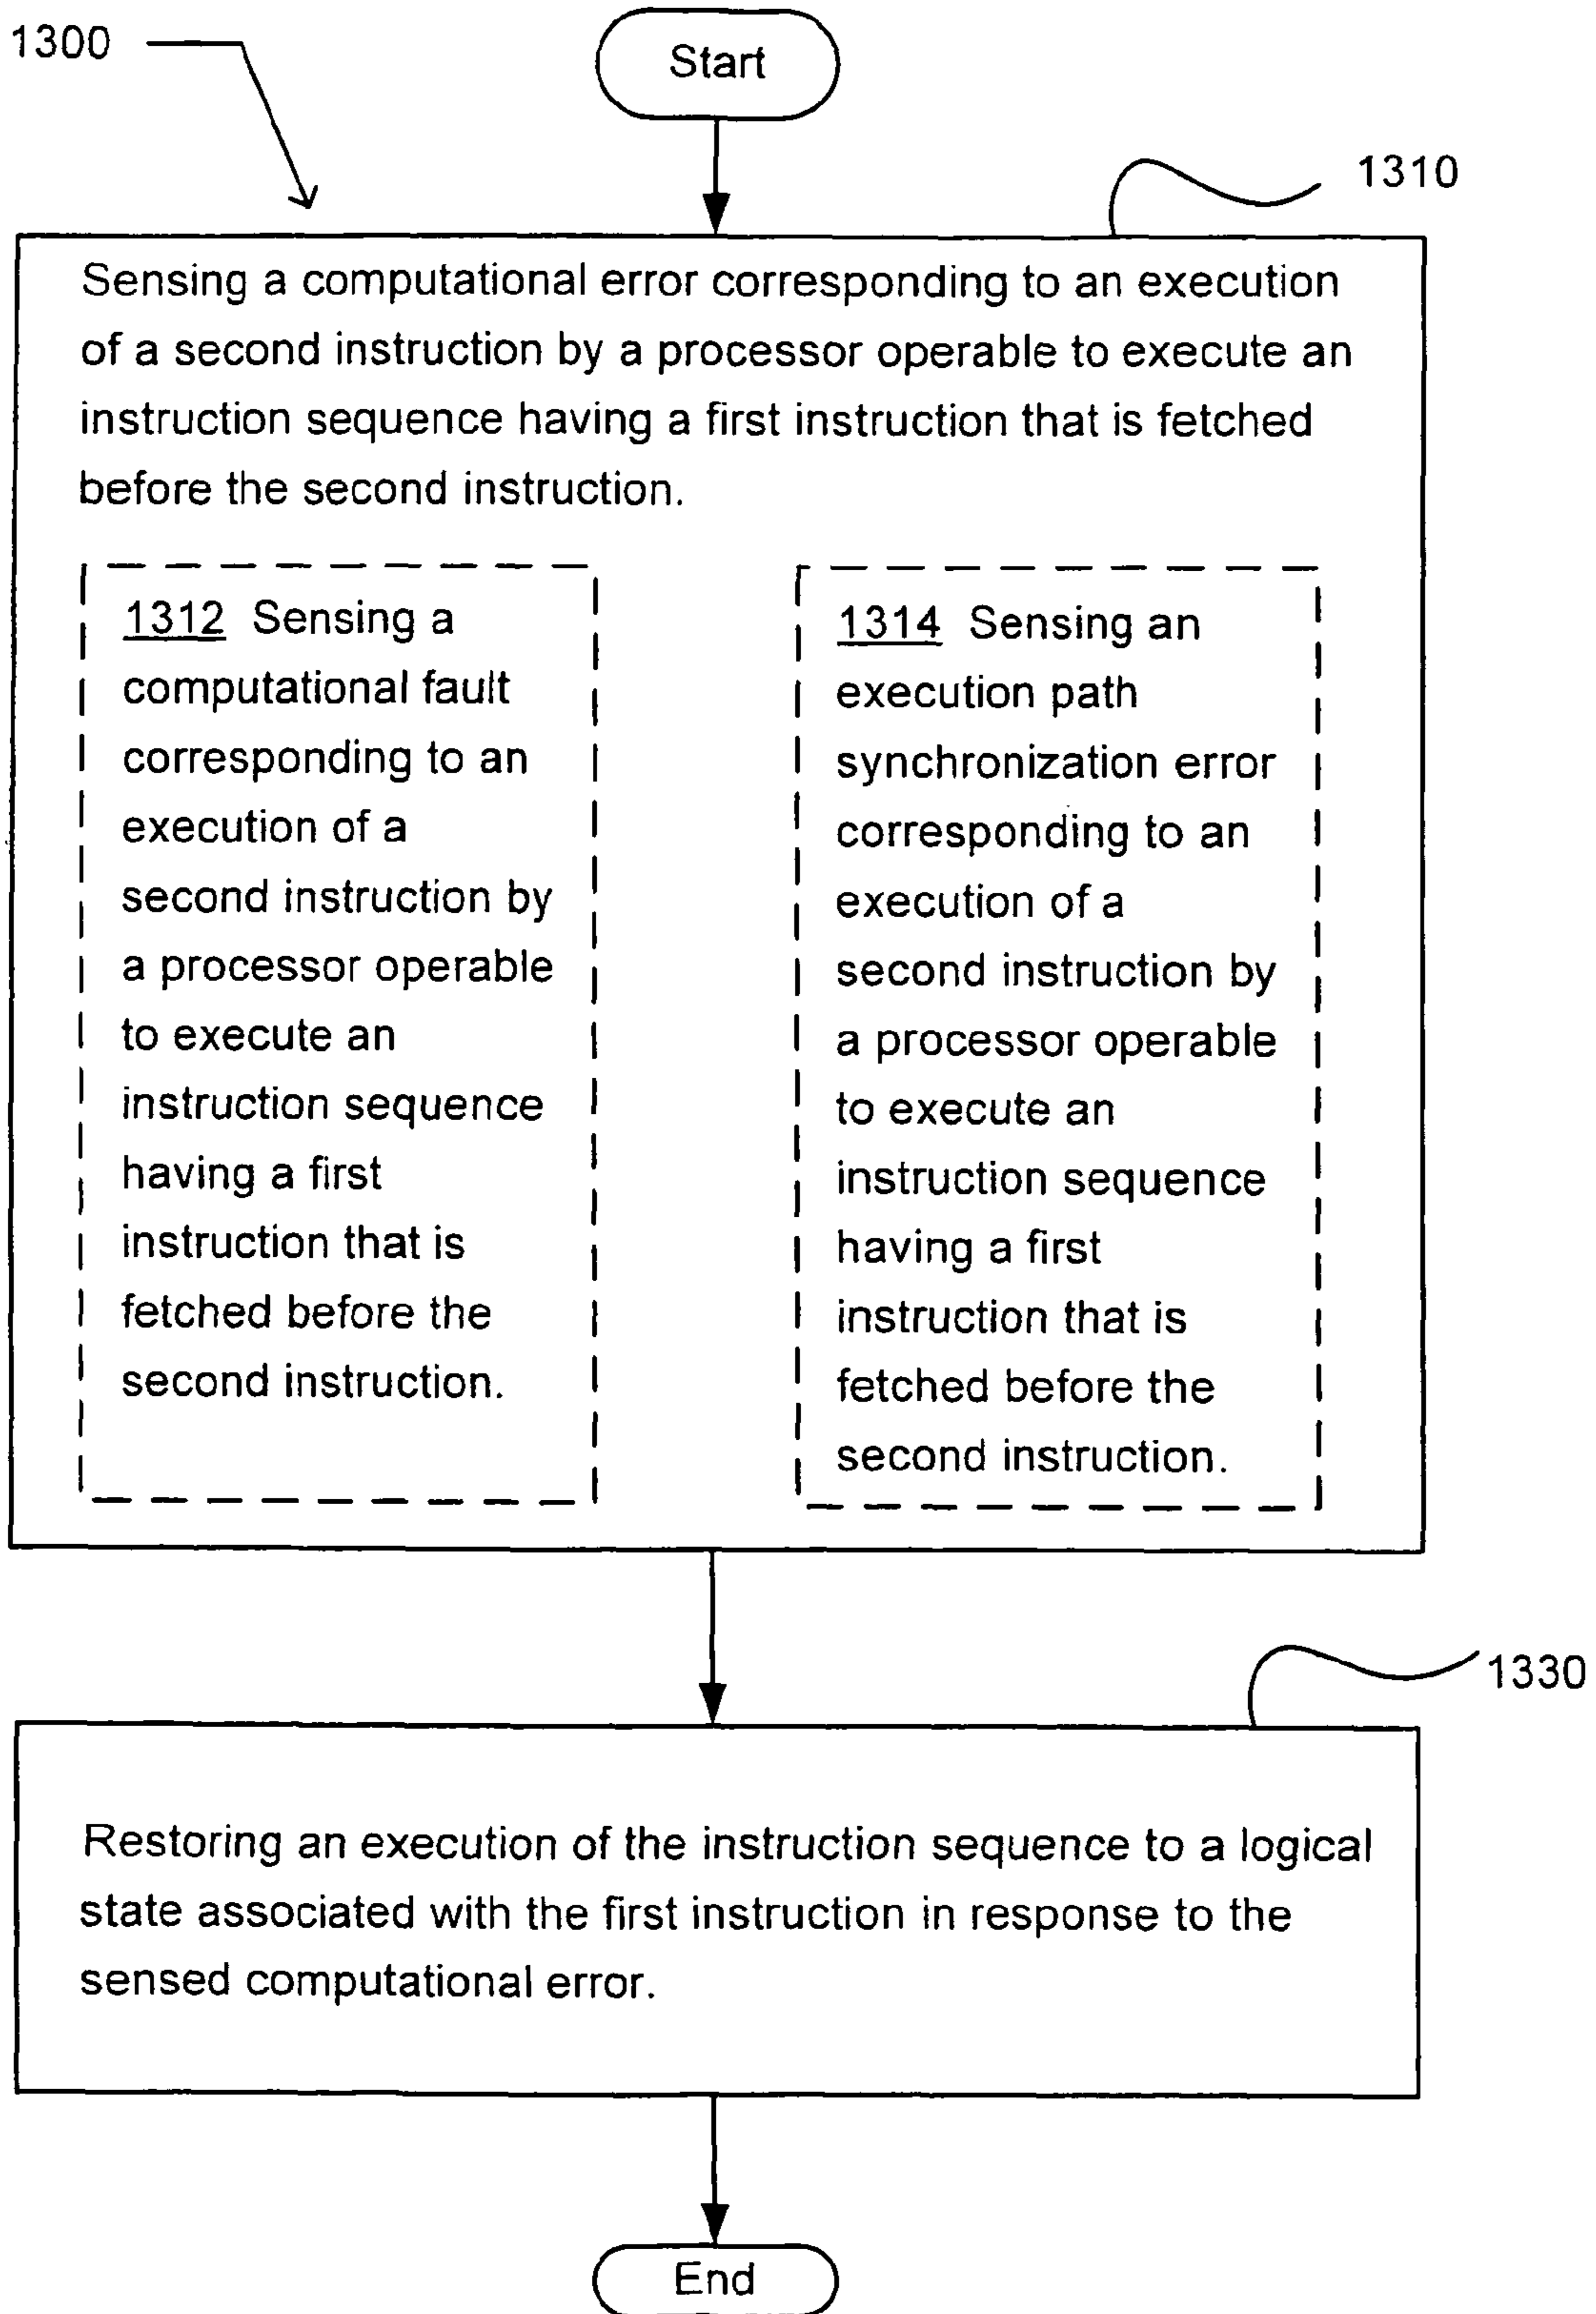 1300
Start
1310
Sensing a computational error corresponding to an execution
of a second instruction by a processor operable to execute an
instruction sequence having a first instruction that is fetched
before the second instruction.
1312 Sensing a
computational fault
corresponding to an
execution of a
second instruction by
a processor operable
to execute an
instruction sequence
having a first
instruction that is
fetched before the
second instruction.
1314 Sensing an
execution path
synchronization error
corresponding to an
execution of a
second instruction by
a processor operable
to execute an
instruction sequence
having a first
instruction that is
fetched before the
second instruction.
1330
Restoring an execution of the instruction sequence to a logical
state associated with the first instruction in response to the
sensed computational error.
End